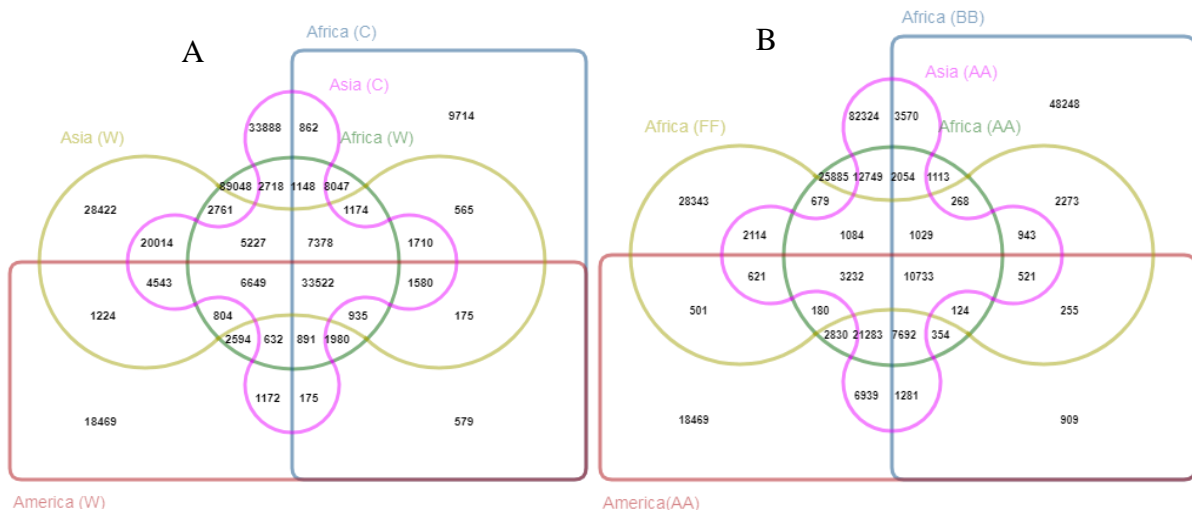 A
Africa (C)
Asia (C)
9714
33888 862
Asia (W)
Africa (W)
89048 2718 1148 8047
28422 2761 1174 565
20014 5227 7378 1710
4543 6649 33522 1580
1224 804 935 175
2594 632 891 1980
1172 175
18469 579
America (W)
B
Africa (BB)
Asia (AA)
48248
82324 3570
Africa (FF)
Africa (AA)
25885 12749 2054 1113
28343 679 268 2273
2114 1084 1029 943
621 3232 10733 521
501 180 124 255
2830 21283 7692 354
6939 1281
18469 909
America(AA)